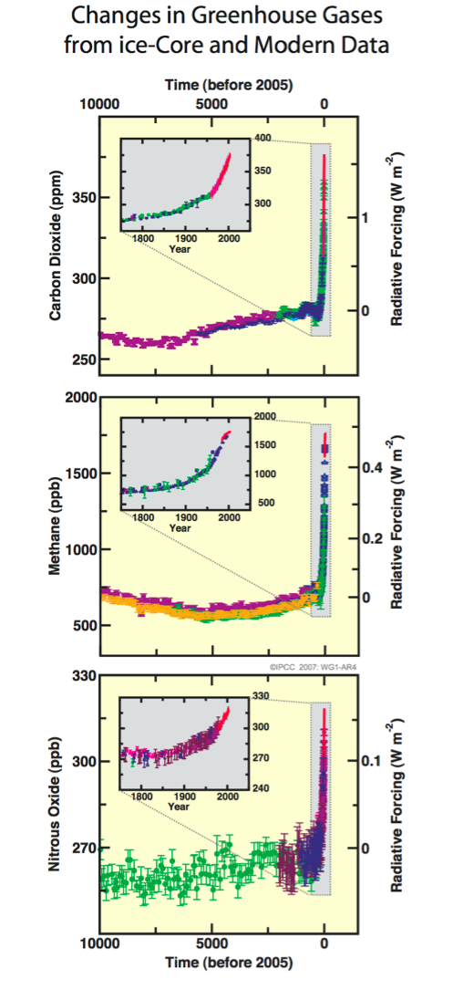 Changes in Greenhouse Gases
from ice-Core and Modern Data
Time (before 2005)
10000 5000 0
Carbon Dioxide (ppm)
350
300
250
400
350
300
1800 1900 2000
Year
1
0
Radiative Forcing (W m-2)
Methane (ppb)
2000
1500
1000
500
2000
1500
1000
500
1800 1900 2000
Year
0.4
0.2
0
Radiative Forcing (W m-2)
©IPCC 2007: WG1-AR4
Nitrous Oxide (ppb)
330
300
270
330
300
270
240
1800 1900 2000
Year
0.1
0
Radiative Forcing (W m-2)
10000 5000 0
Time (before 2005)